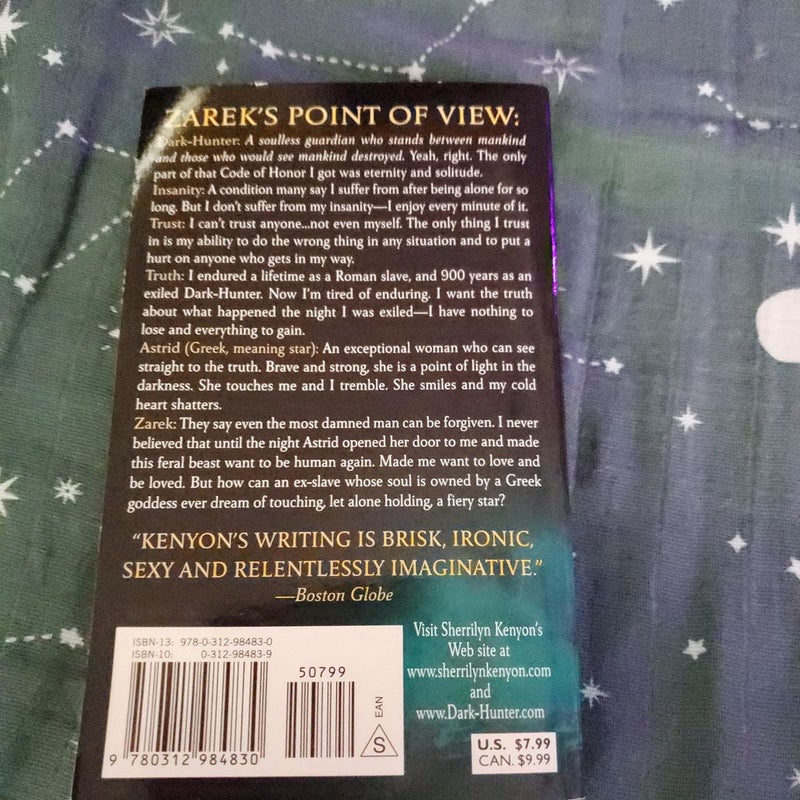 ZAREK'S POINT OF VIEW:
Dark-Hunter: A soulless guardian who stands between mankind
and those who would see mankind destroyed. Yeah, right. The only
part of that Code of Honor I got was eternity and solitude.
Insanity: A condition many say I suffer from after being alone for so
long. But I don't suffer from my insanity—I enjoy every minute of it.
Trust: I can't trust anyone...not even myself. The only thing I trust
in is my ability to do the wrong thing in any situation and to put a
hurt on anyone who gets in my way.
Truth: I endured a lifetime as a Roman slave, and 900 years as an
exiled Dark-Hunter. Now I'm tired of enduring. I want the truth
about what happened the night I was exiled—I have nothing to
lose and everything to gain.
Astrid (Greek, meaning star): An exceptional woman who can see
straight to the truth. Brave and strong, she is a point of light in the
darkness. She touches me and I tremble. She smiles and my cold
heart shatters.
Zarek: They say even the most damned man can be forgiven. I never
believed that until the night Astrid opened her door to me and made
this feral beast want to be human again. Made me want to love and
be loved. But how can an ex-slave whose soul is owned by a Greek
goddess ever dream of touching, let alone holding, a fiery star?
"KENYON'S WRITING IS BRISK, IRONIC,
SEXY AND RELENTLESSLY IMAGINATIVE."
—Boston Globe
ISBN-13: 978-0-312-98483-0
ISBN-10: 0-312-98483-9
50799
9 780312 984830
EAN
S
Visit Sherrilyn Kenyon's
Web site at
www.sherrilynkenyon.com
and
www.Dark-Hunter.com
U.S. $7.99
CAN. $9.99